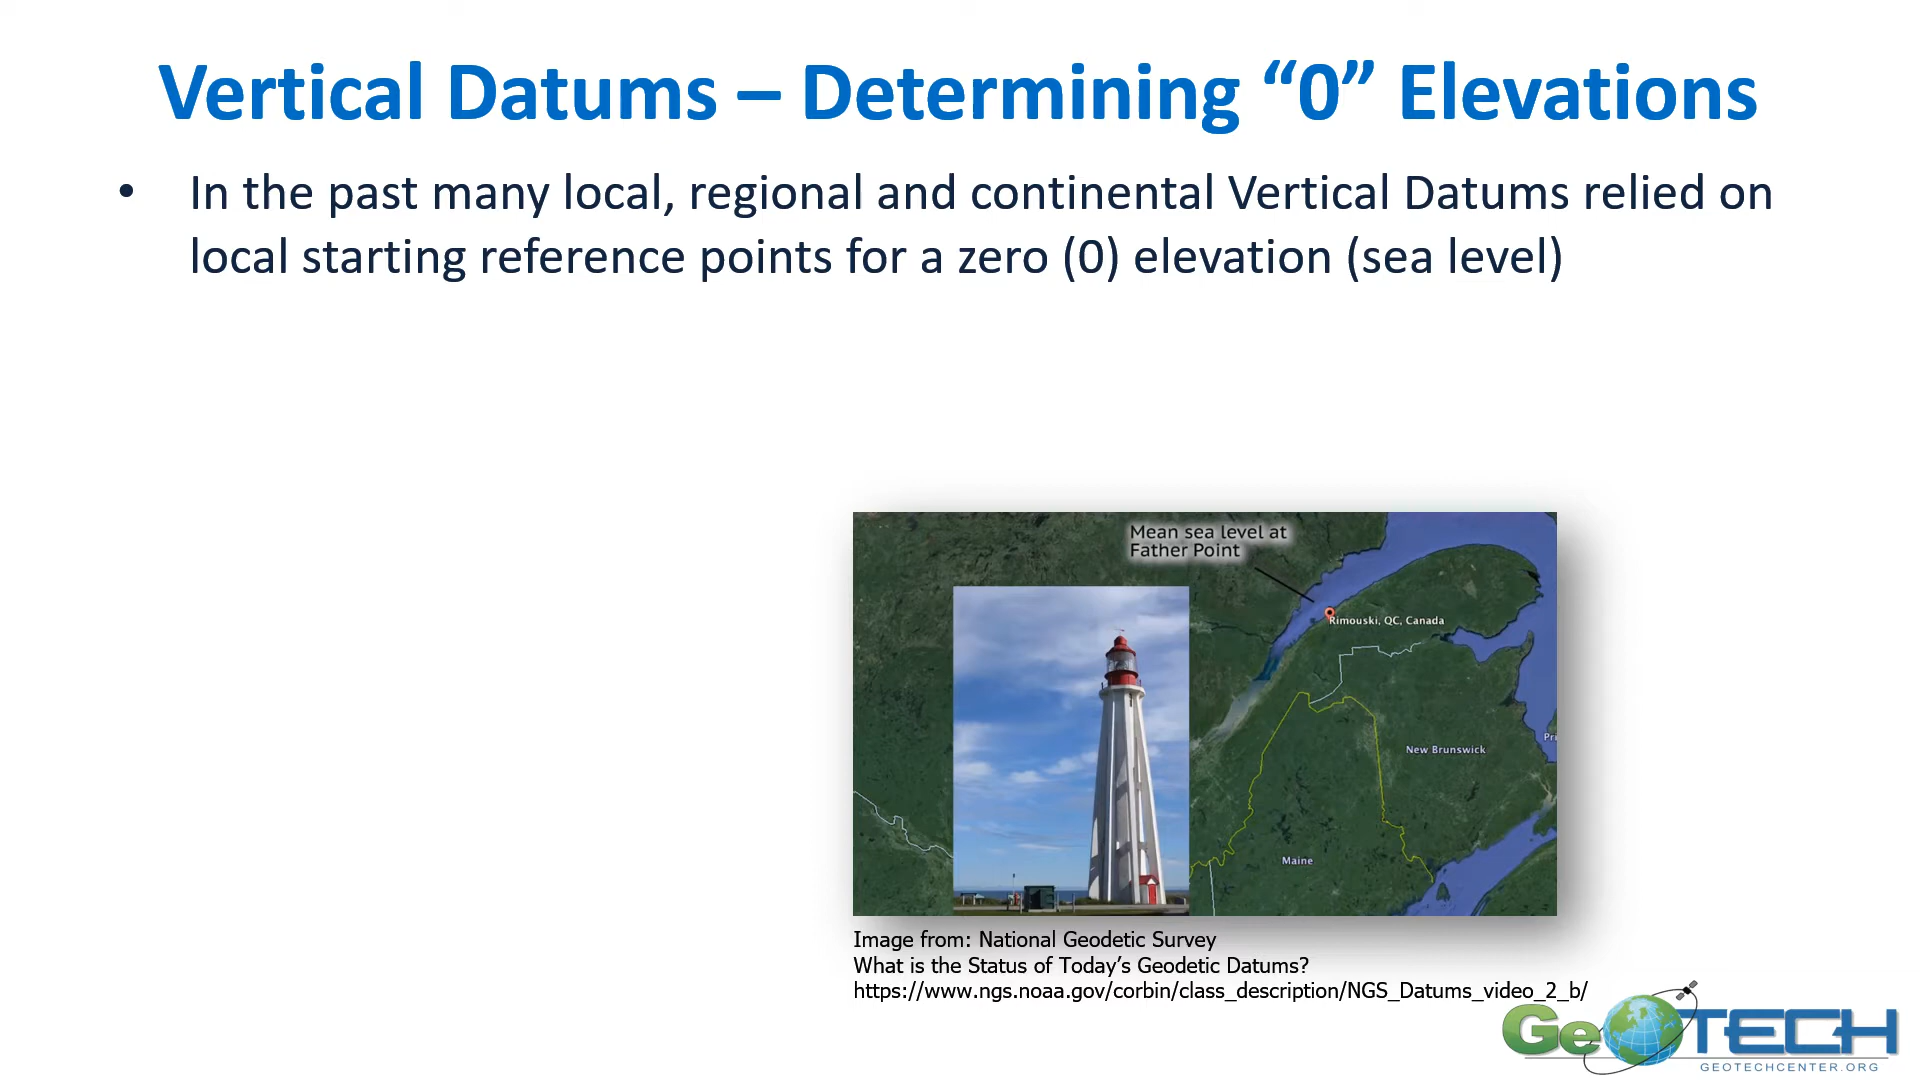 Vertical Datums – Determining “0” Elevations
• In the past many local, regional and continental Vertical Datums relied on
local starting reference points for a zero (0) elevation (sea level)
Mean sea level at
Father Point
Rimouski, QC, Canada
New Brunswick
Pri
Maine
Image from: National Geodetic Survey
What is the Status of Today’s Geodetic Datums?
https://www.ngs.noaa.gov/corbin/class_description/NGS_Datums_video_2_b/
GeoTECH
GEOTECHCENTER.ORG